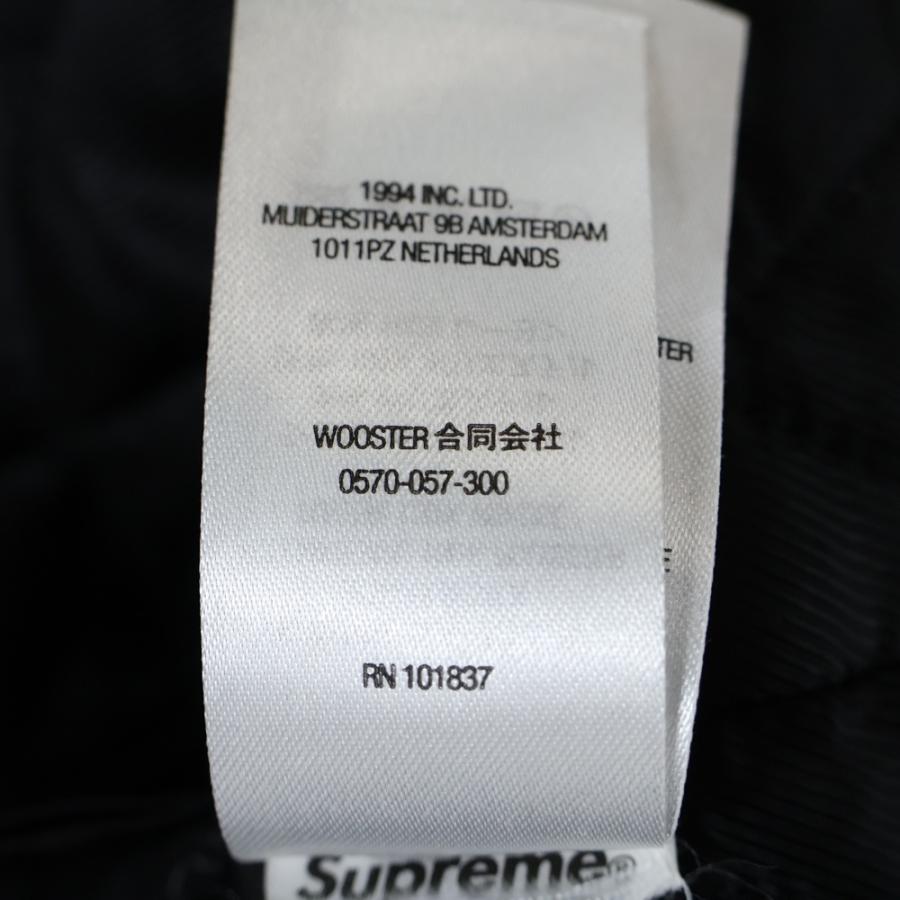 1994 INC. LTD.
MUIDERSTRAAT 9B AMSTERDAM
1011PZ NETHERLANDS
TER
WOOSTER 合同会社
0570-057-300
E
RN 101837
Supreme®